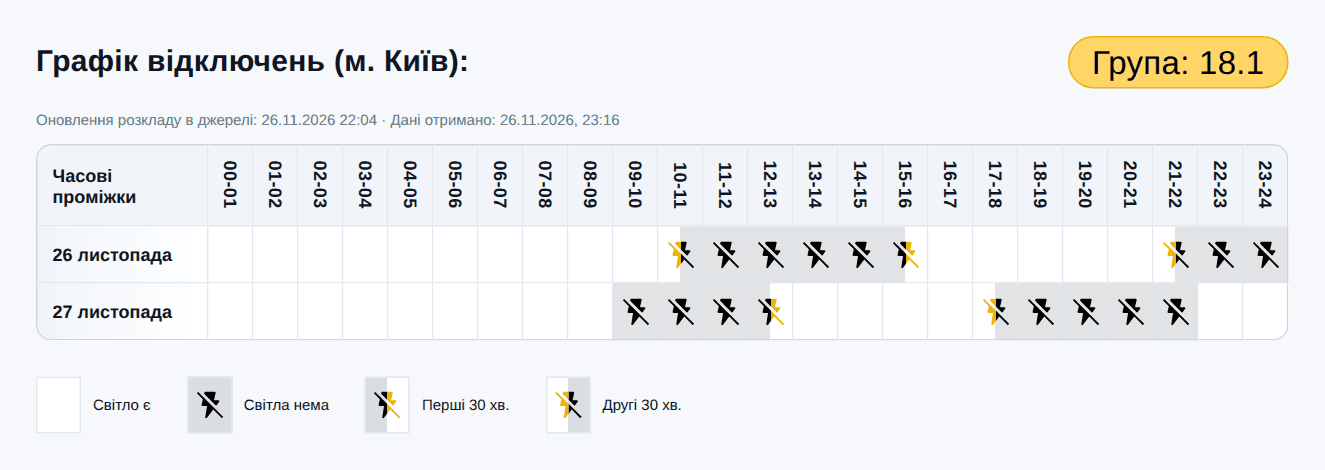 Графік відключень (м. Київ):
Група: 18.1
Оновлення розкладу в джерелі: 26.11.2026 22:04 · Дані отримано: 26.11.2026, 23:16
Часові
проміжки
00-01
01-02
02-03
03-04
04-05
05-06
06-07
07-08
08-09
09-10
10-11
11-12
12-13
13-14
14-15
15-16
16-17
17-18
18-19
19-20
20-21
21-22
22-23
23-24
26 листопада
27 листопада
Світло є
Світла нема
Перші 30 хв.
Другі 30 хв.